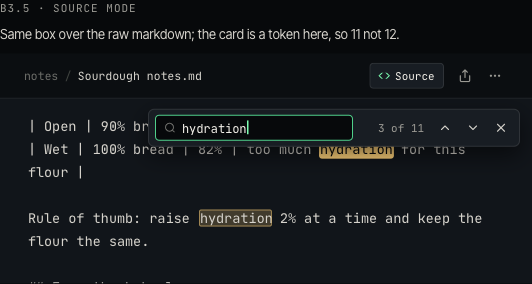 B3.5 · SOURCE MODE
Same box over the raw markdown; the card is a token here, so 11 not 12.
notes / Sourdough notes.md
Source
hydration
3 of 11
| Open | 90% br
| Wet | 100% bread | 82% | too much hydration for this
flour |
Rule of thumb: raise hydration 2% at a time and keep the
flour the same.